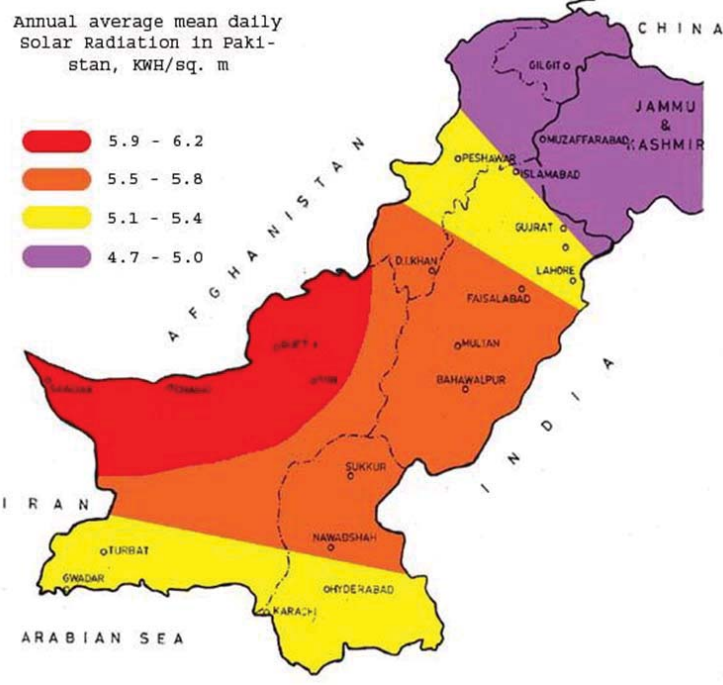 Annual average mean daily
Solar Radiation in Paki-
stan, KWH/sq. m
5.9 - 6.2
5.5 - 5.8
5.1 - 5.4
4.7 - 5.0
CHINA
GILGIT
JAMMU
&
KASHMIR
MUZAFFARABAD
PESHAWAR
ISLAMABAD
AFGHANISTAN
GUJRAT
D.I.KHAN
LAHORE
FAISALABAD
MULTAN
BAHAWALPUR
INDIA
SUKKUR
IRAN
NAWABSHAH
TURBAT
GWADAR
HYDERABAD
KARACHI
ARABIAN SEA